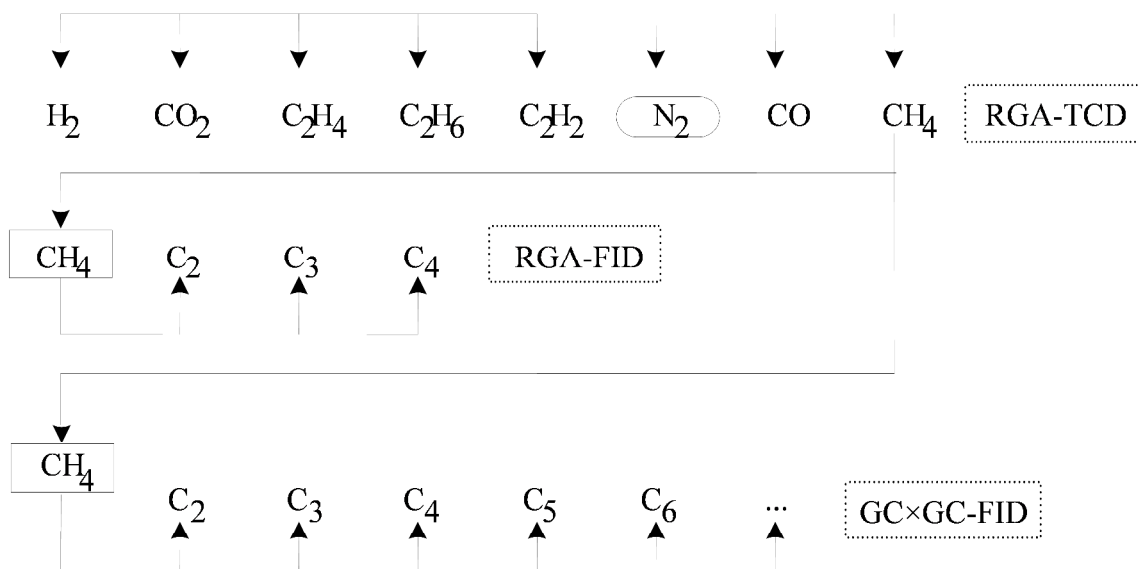 H₂ CO₂ C₂H₄ C₂H₆ C₂H₂ N₂ CO CH₄ RGA-TCD
CH₄ C₂ C₃ C₄ RGA-FID
CH₄
C₂ C₃ C₄ C₅ C₆ ... GC×GC-FID